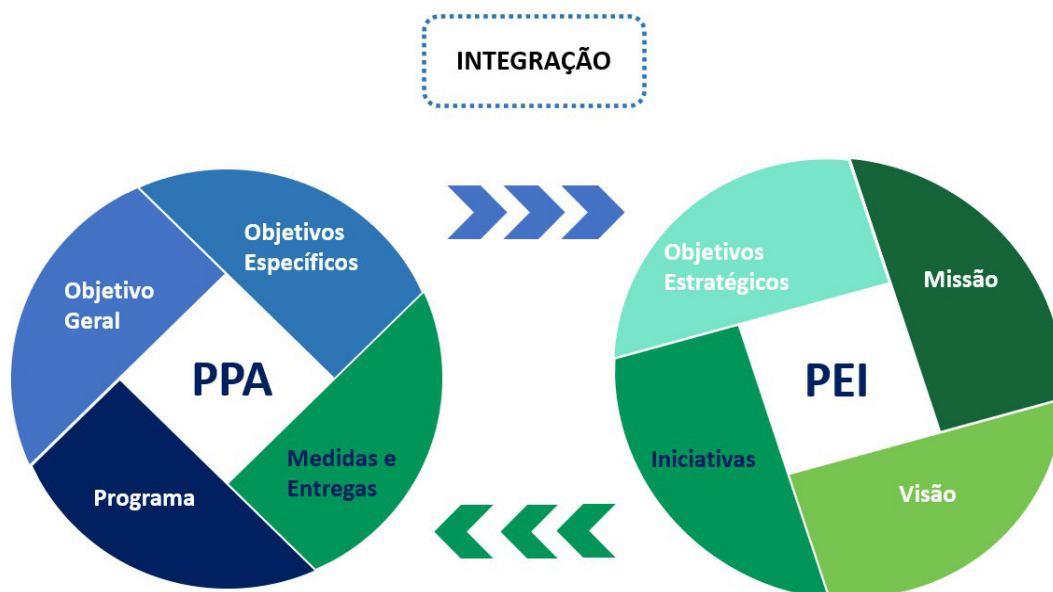 INTEGRAÇÃO
Objetivos
Específicos
Objetivo
Geral
PPA
Medidas e
Entregas
Programa
Objetivos
Estratégicos
Missão
PEI
Iniciativas
Visão